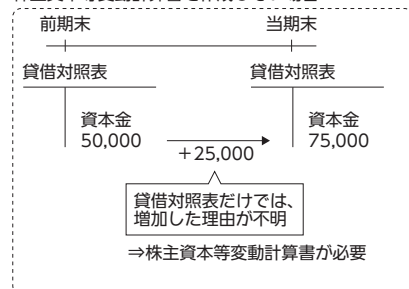 前期末
当期末
貸借対照表
貸借対照表
資本金
50,000
+25,000
資本金
75,000
貸借対照表だけでは、
増加した理由が不明
⇒株主資本等変動計算書が必要